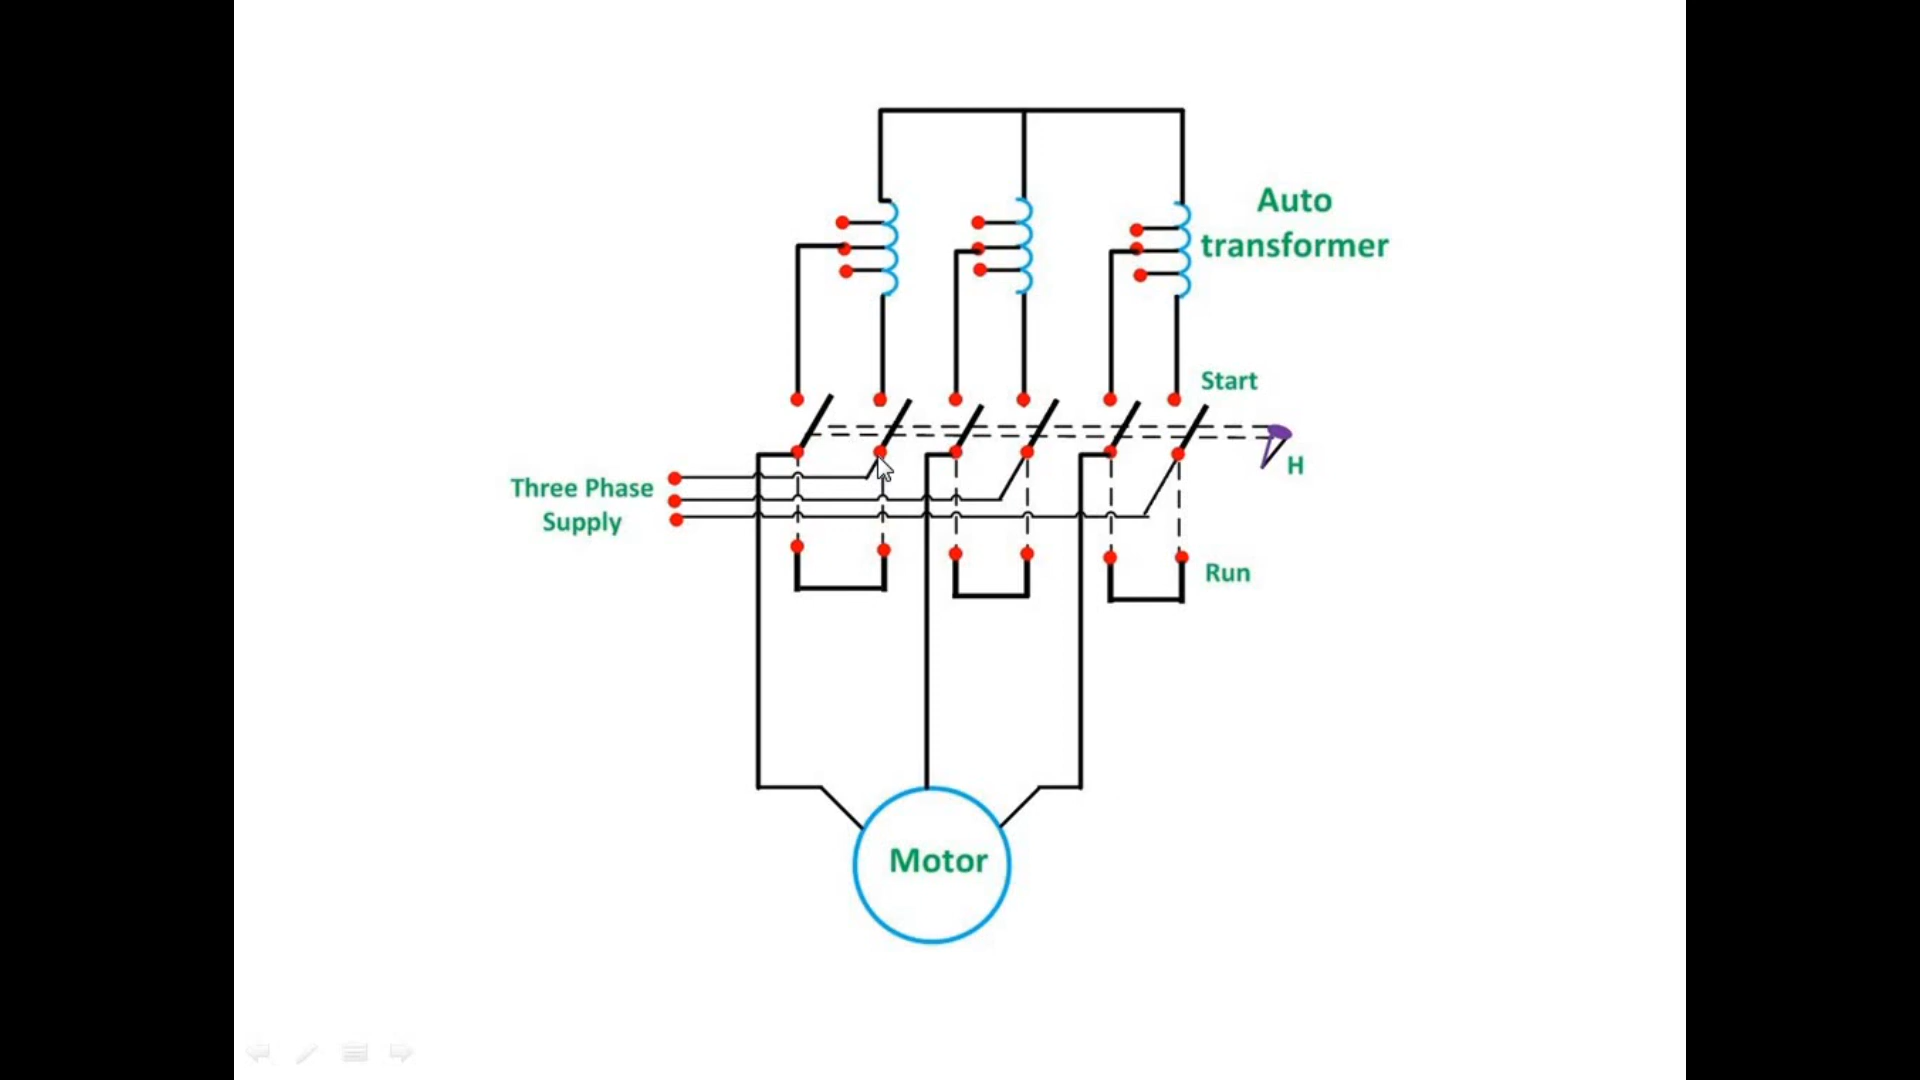 Auto
transformer
Start
H
Three Phase
Supply
Run
Motor